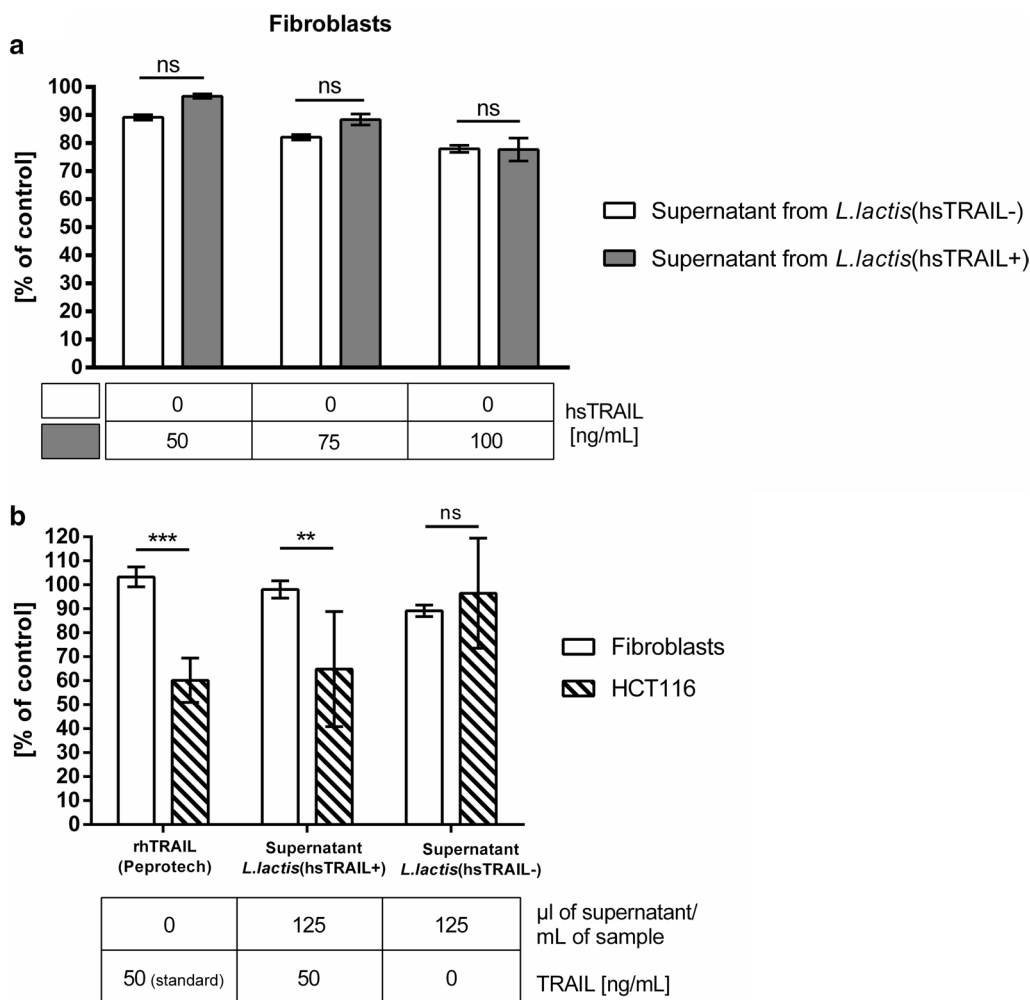 Fibroblasts
a
ns
ns
ns
100
90
80
70
60
50
40
30
20
10
0
[% of control]
Supernatant from L.lactis(hsTRAIL-)
Supernatant from L.lactis(hsTRAIL+)
0 0 0
50 75 100
hsTRAIL
[ng/mL]
b
***
**
ns
120
110
100
90
80
70
60
50
40
30
20
10
0
[% of control]
Fibroblasts
HCT116
rhTRAIL
(Peprotech)
Supernatant
L.lactis(hsTRAIL+)
Supernatant
L.lactis(hsTRAIL-)
0 125 125
µl of supernatant/
mL of sample
50 (standard) 50 0
TRAIL [ng/mL]